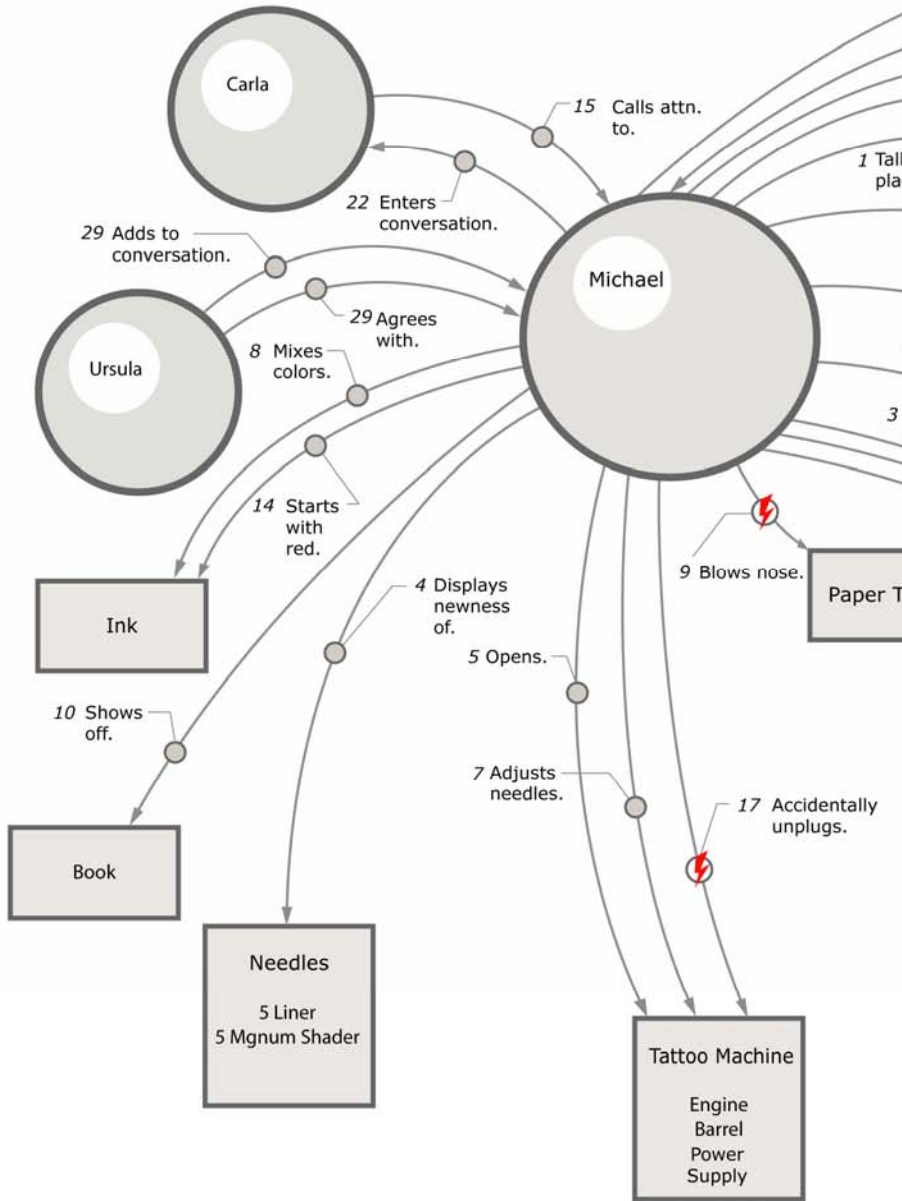 Carla
15 Calls attn.
to.
1 Tall
pla
22 Enters
conversation.
29 Adds to
conversation.
Michael
29 Agrees
with.
8 Mixes
colors.
Ursula
3
14 Starts
with
red.
9 Blows nose.
4 Displays
newness
of.
Paper T
Ink
5 Opens.
10 Shows
off.
7 Adjusts
needles.
17 Accidentally
unplugs.
Book
Needles
5 Liner
5 Mgnum Shader
Tattoo Machine
Engine
Barrel
Power
Supply